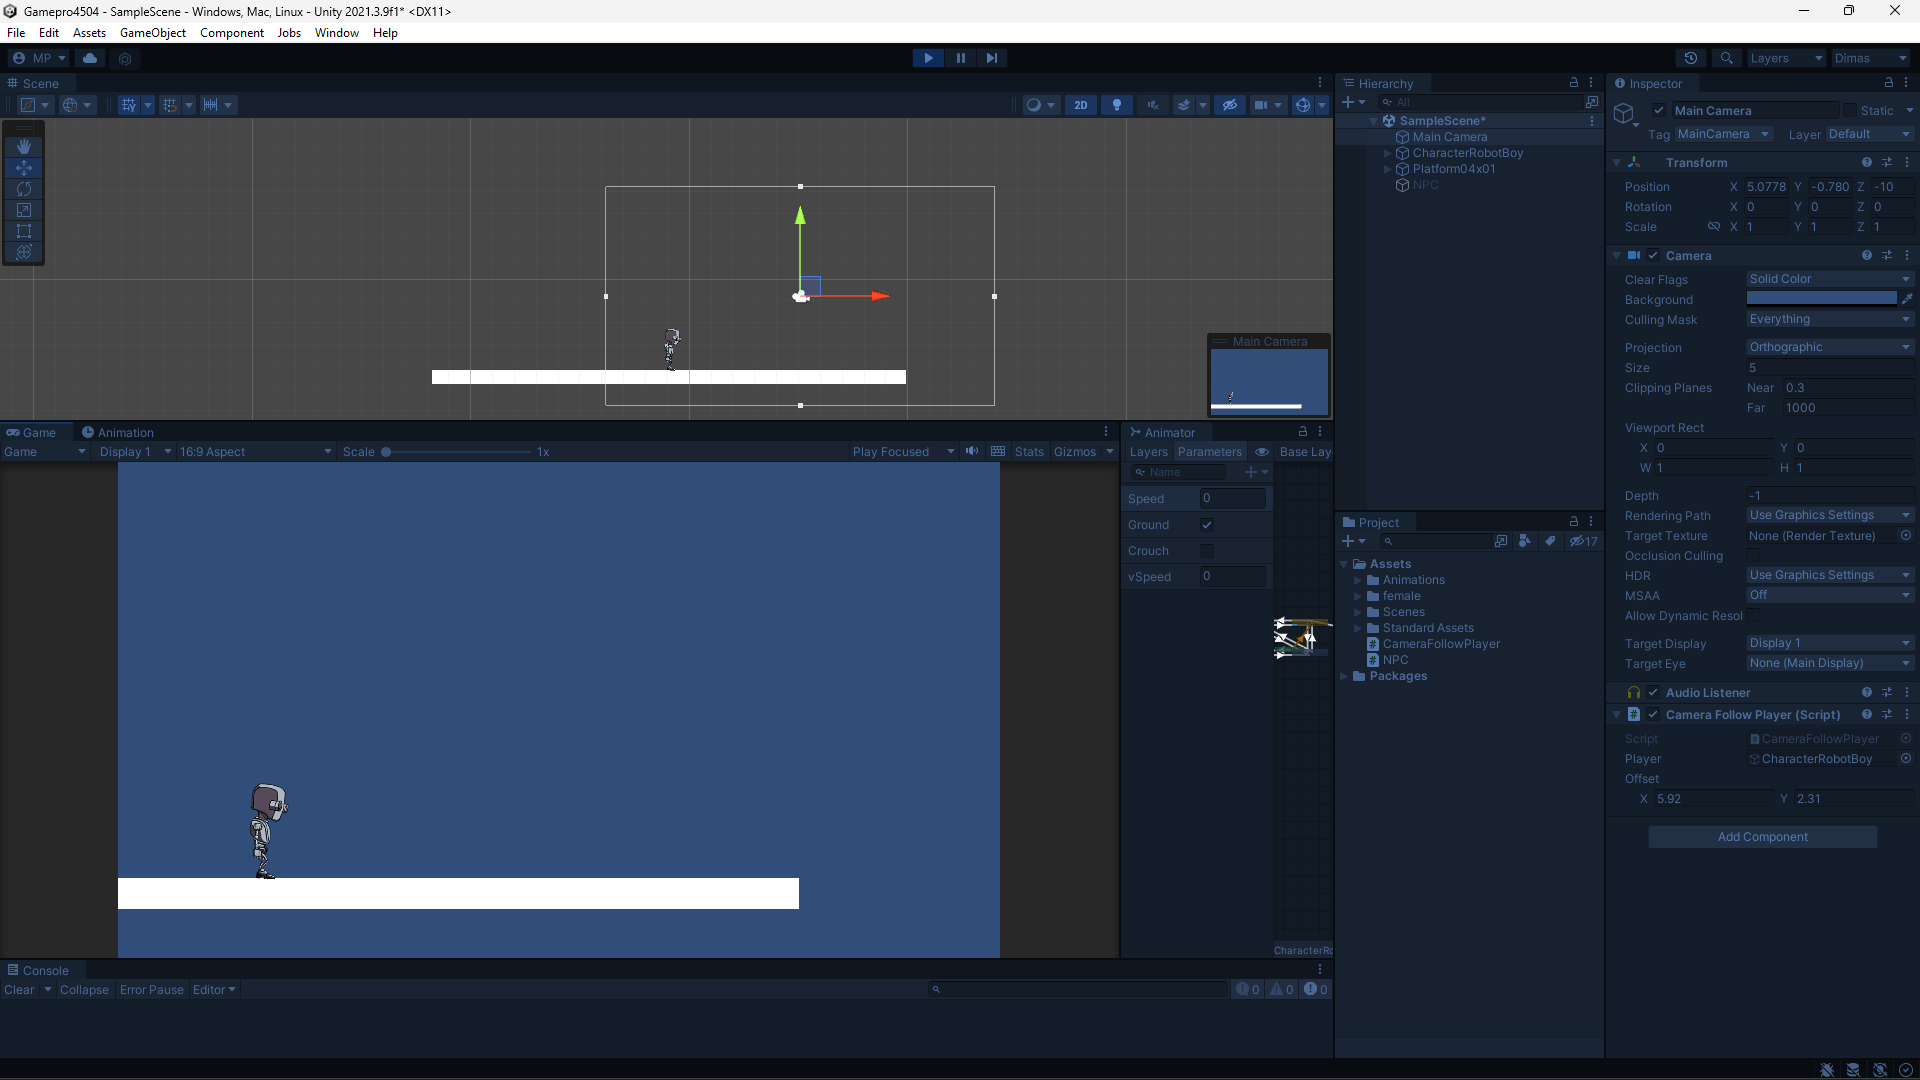 Gamepro4504 - SampleScene - Windows, Mac, Linux - Unity 2021.3.9f1* <DX11>
File Edit Assets GameObject Component Jobs Window Help
MP
Layers Dimas
Scene
2D
Main Camera
Game Animation
Game Display 1 16:9 Aspect Scale 1x Play Focused Stats Gizmos
Animator
Layers Parameters Base Lay
Name
Speed 0
Ground
Crouch
vSpeed 0
CharacterRo
Console
Clear Collapse Error Pause Editor
0 0 0
Hierarchy
All
SampleScene*
Main Camera
CharacterRobotBoy
Platform04x01
NPC
Project
17
Assets
Animations
female
Scenes
Standard Assets
CameraFollowPlayer
NPC
Packages
Inspector
Main Camera Static
Tag MainCamera Layer Default
Transform
Position X 5.0778 Y -0.780 Z -10
Rotation X 0 Y 0 Z 0
Scale X 1 Y 1 Z 1
Camera
Clear Flags Solid Color
Background
Culling Mask Everything
Projection Orthographic
Size 5
Clipping Planes Near 0.3
Far 1000
Viewport Rect
X 0 Y 0
W 1 H 1
Depth -1
Rendering Path Use Graphics Settings
Target Texture None (Render Texture)
Occlusion Culling
HDR Use Graphics Settings
MSAA Off
Allow Dynamic Resol
Target Display Display 1
Target Eye None (Main Display)
Audio Listener
Camera Follow Player (Script)
Script CameraFollowPlayer
Player CharacterRobotBoy
Offset
X 5.92 Y 2.31
Add Component